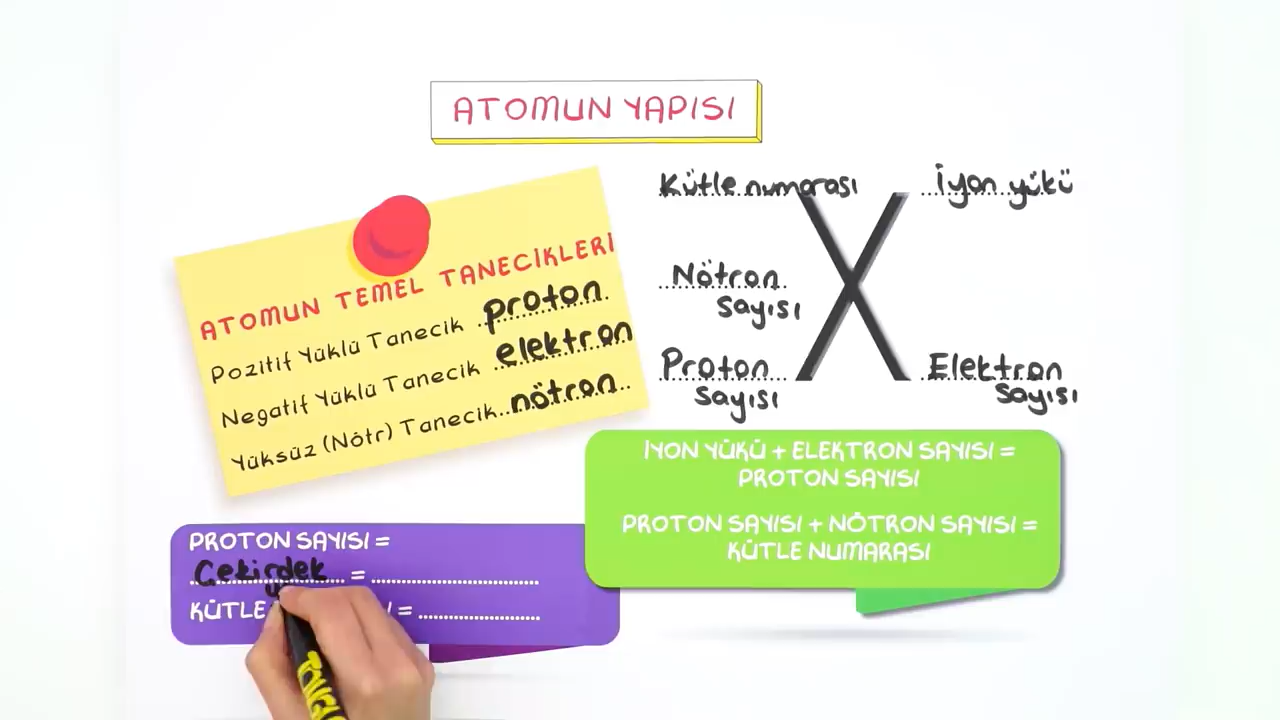 ATOMUN YAPISI
ATOMUN TEMEL TANECİKLERİ
Pozitif Yüklü Tanecik proton
Negatif Yüklü Tanecik elektron
Yüksüz (Nötr) Tanecik nötron
Kütle numarası
İyon yükü
Nötron
sayısı
Proton
sayısı
Elektron
sayısı
İYON YÜKÜ + ELEKTRON SAYISI =
PROTON SAYISI
PROTON SAYISI + NÖTRON SAYISI =
KÜTLE NUMARASI
PROTON SAYISI =
Çekirdek =
KÜTLE =